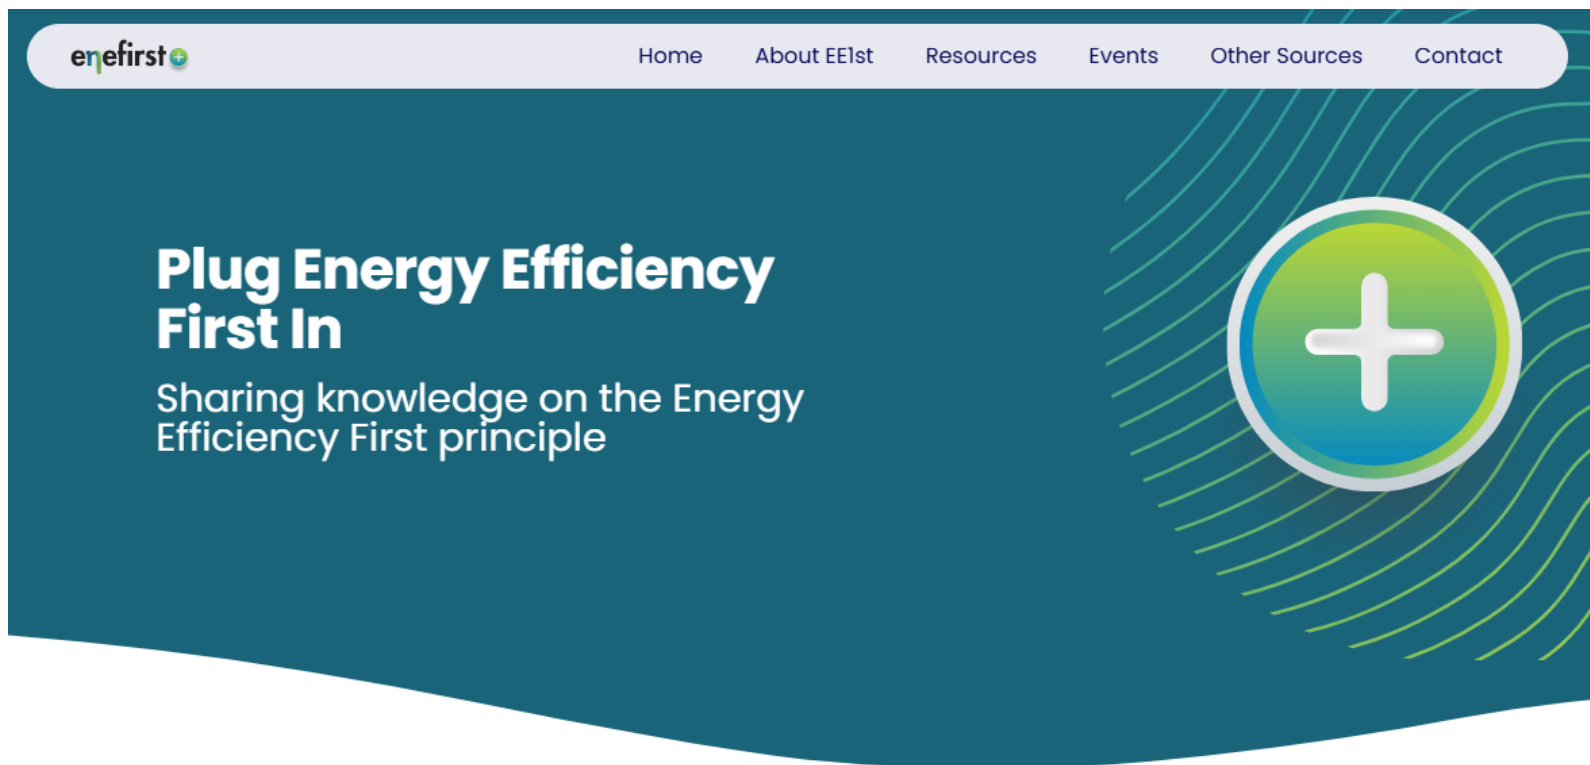 enefirst
Home About EE1st Resources Events Other Sources Contact
Plug Energy Efficiency
First In
Sharing knowledge on the Energy
Efficiency First principle